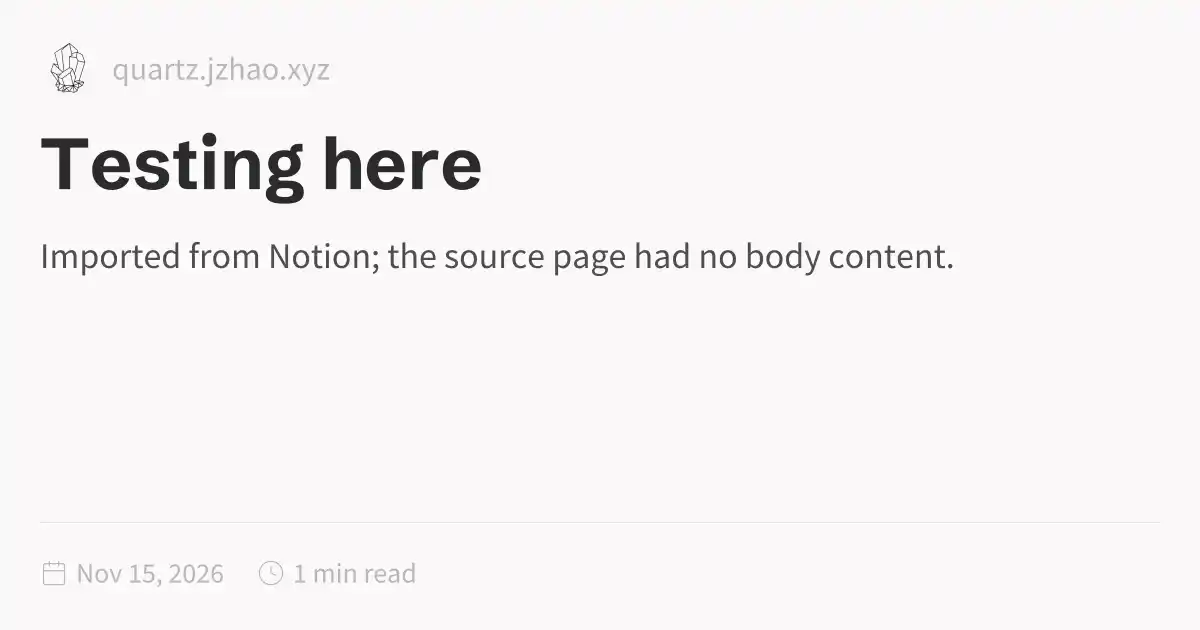 quartz.jzhao.xyz
Testing here
Imported from Notion; the source page had no body content.
Nov 15, 2026 1 min read